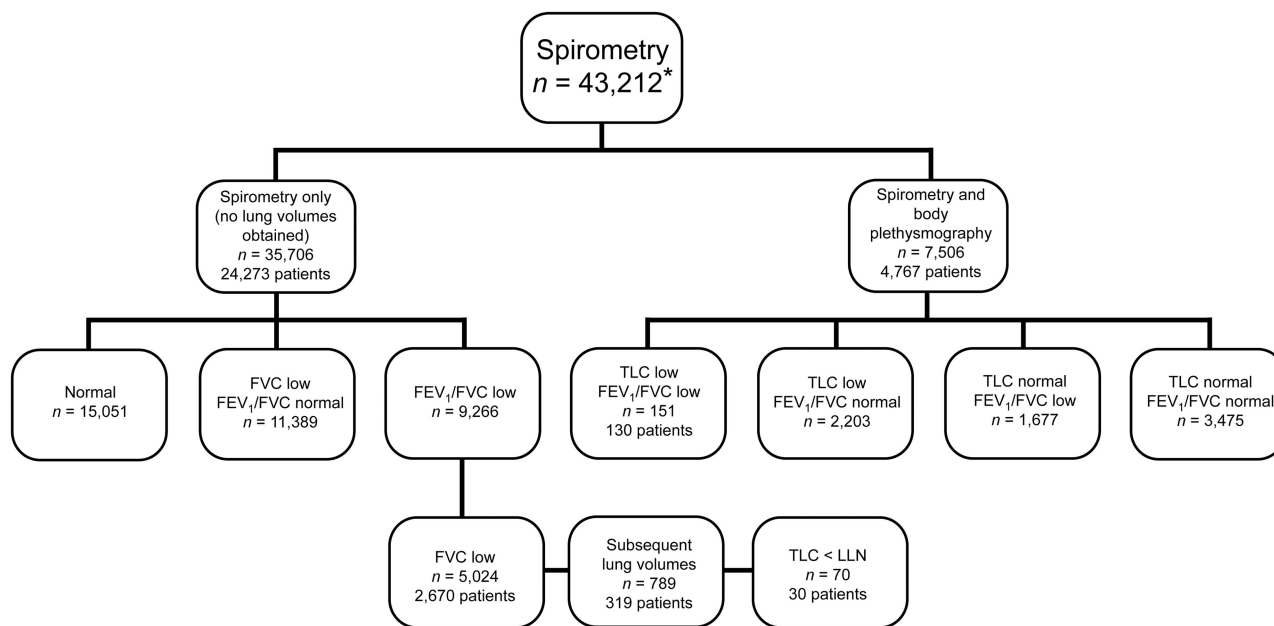 Spirometry
n = 43,212*
Spirometry only
(no lung volumes
obtained)
n = 35,706
24,273 patients
Spirometry and
body
plethysmography
n = 7,506
4,767 patients
Normal
n = 15,051
FVC low
FEV₁/FVC normal
n = 11,389
FEV₁/FVC low
n = 9,266
TLC low
FEV₁/FVC low
n = 151
130 patients
TLC low
FEV₁/FVC normal
n = 2,203
TLC normal
FEV₁/FVC low
n = 1,677
TLC normal
FEV₁/FVC normal
n = 3,475
FVC low
n = 5,024
2,670 patients
Subsequent
lung volumes
n = 789
319 patients
TLC < LLN
n = 70
30 patients